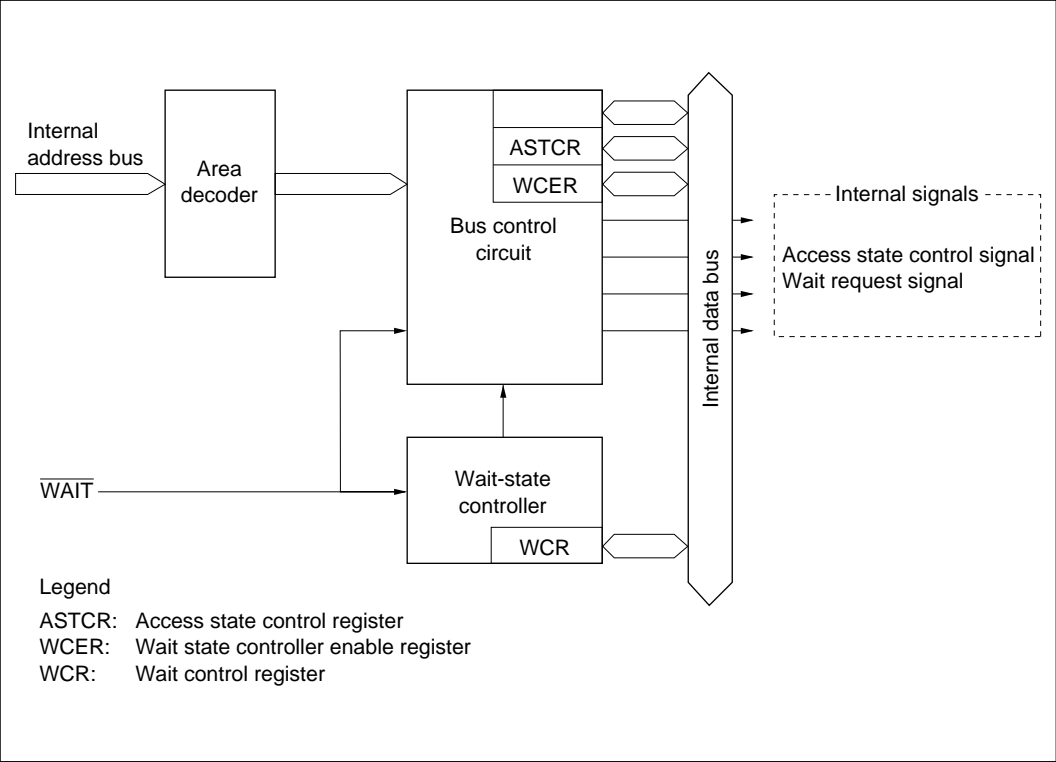 Internal
address bus
Area
decoder
ASTCR
WCER
Bus control
circuit
Internal data bus
Internal signals
Access state control signal
Wait request signal
W̅A̅I̅T̅
Wait-state
controller
WCR
Legend
ASTCR: Access state control register
WCER: Wait state controller enable register
WCR: Wait control register